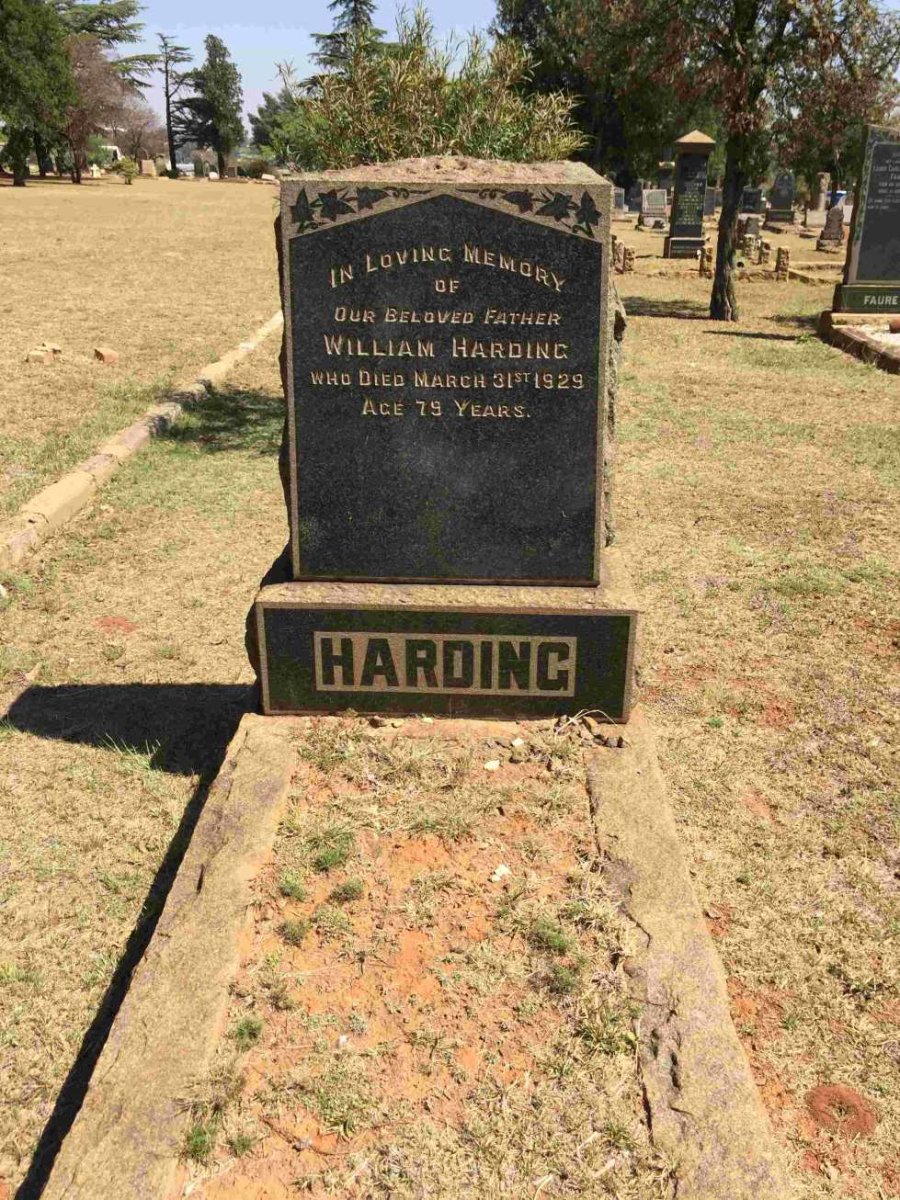 IN LOVING MEMORY
OF
OUR BELOVED FATHER
WILLIAM HARDING
WHO DIED MARCH 31ST 1929
AGE 79 YEARS.
HARDING
FAURE